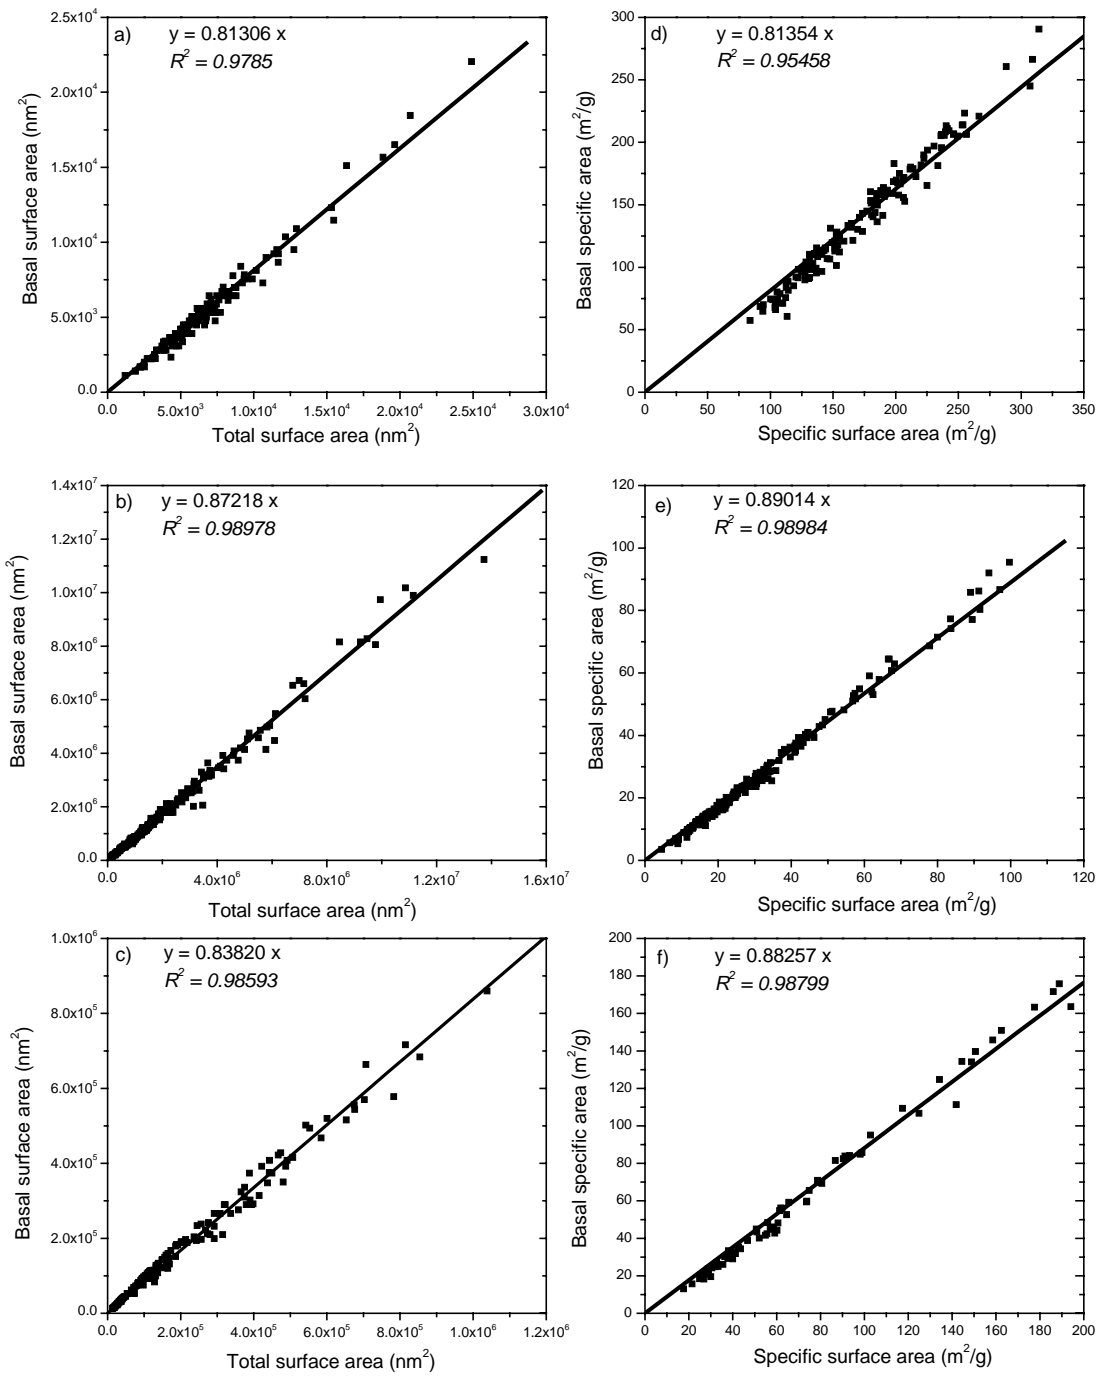 a)
y = 0.81306 x
R² = 0.9785
2.5x10⁴
2.0x10⁴
1.5x10⁴
1.0x10⁴
5.0x10³
0.0
Basal surface area (nm²)
0.0 5.0x10³ 1.0x10⁴ 1.5x10⁴ 2.0x10⁴ 2.5x10⁴ 3.0x10⁴
Total surface area (nm²)
d)
y = 0.81354 x
R² = 0.95458
300
250
200
150
100
50
0
Basal specific area (m²/g)
0 50 100 150 200 250 300 350
Specific surface area (m²/g)
b)
y = 0.87218 x
R² = 0.98978
1.4x10⁷
1.2x10⁷
1.0x10⁷
8.0x10⁶
6.0x10⁶
4.0x10⁶
2.0x10⁶
0.0
Basal surface area (nm²)
0.0 4.0x10⁶ 8.0x10⁶ 1.2x10⁷ 1.6x10⁷
Total surface area (nm²)
e)
y = 0.89014 x
R² = 0.98984
120
100
80
60
40
20
0
Basal specific area (m²/g)
0 20 40 60 80 100 120
Specific surface area (m²/g)
c)
y = 0.83820 x
R² = 0.98593
1.0x10⁶
8.0x10⁵
6.0x10⁵
4.0x10⁵
2.0x10⁵
0.0
Basal surface area (nm²)
0.0 2.0x10⁵ 4.0x10⁵ 6.0x10⁵ 8.0x10⁵ 1.0x10⁶ 1.2x10⁶
Total surface area (nm²)
f)
y = 0.88257 x
R² = 0.98799
200
180
160
140
120
100
80
60
40
20
0
Basal specific area (m²/g)
0 20 40 60 80 100 120 140 160 180 200
Specific surface area (m²/g)